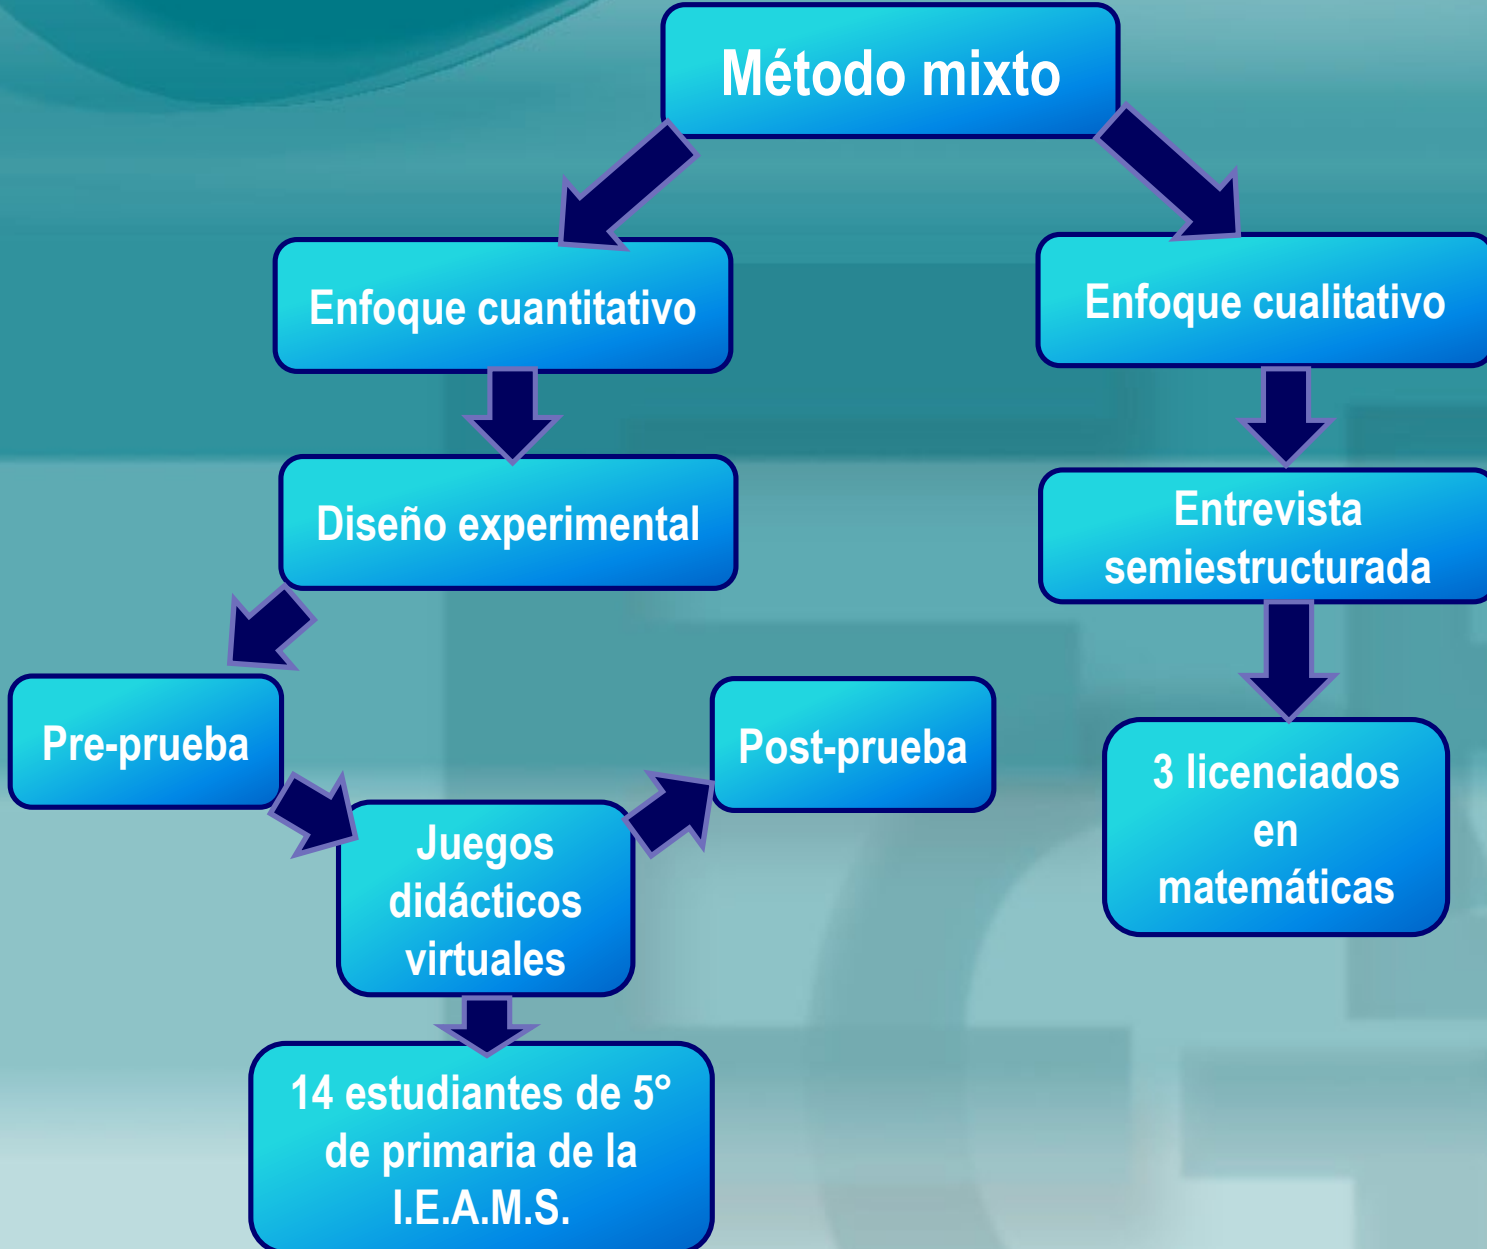 Método mixto
Enfoque cuantitativo
Enfoque cualitativo
Diseño experimental
Entrevista
semiestructurada
Pre-prueba
Post-prueba
Juegos
didácticos
virtuales
3 licenciados
en
matemáticas
14 estudiantes de 5°
de primaria de la
I.E.A.M.S.